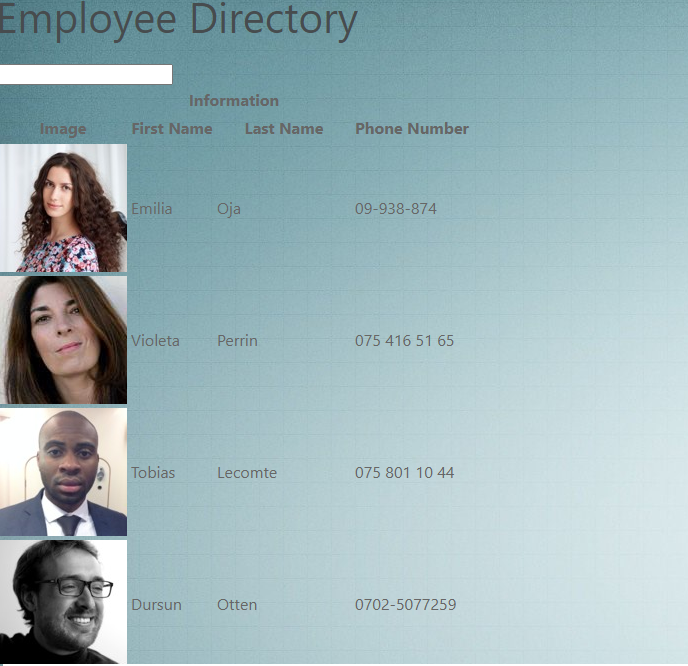 Employee Directory
Information
Image First Name Last Name Phone Number
Emilia Oja 09-938-874
Violeta Perrin 075 416 51 65
Tobias Lecomte 075 801 10 44
Dursun Otten 0702-5077259